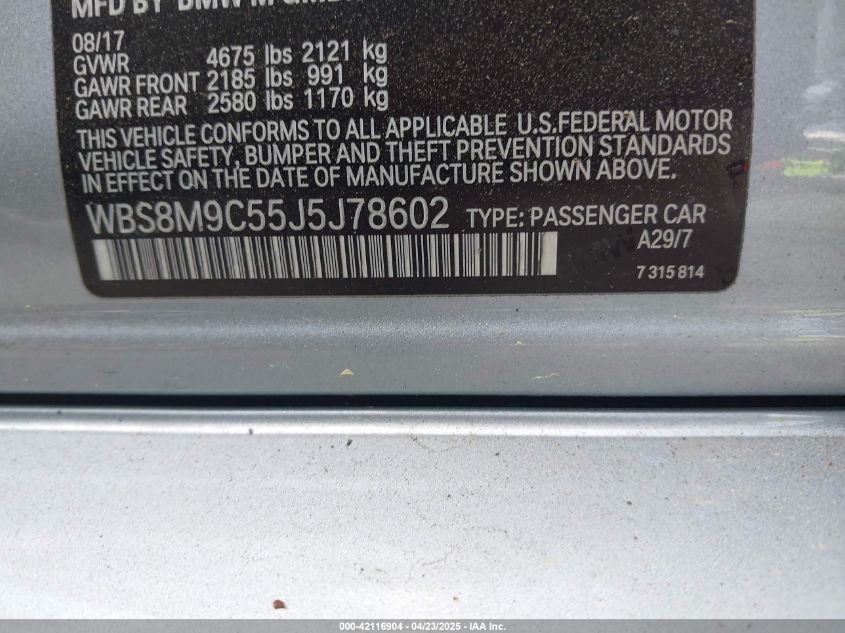 MFD BY BMW M
08/17
GVWR 4675 lbs 2121 kg
GAWR FRONT 2185 lbs 991 kg
GAWR REAR 2580 lbs 1170 kg
THIS VEHICLE CONFORMS TO ALL APPLICABLE U.S.FEDERAL MOTOR
VEHICLE SAFETY, BUMPER AND THEFT PREVENTION STANDARDS
IN EFFECT ON THE DATE OF MANUFACTURE SHOWN ABOVE.
WBS8M9C55J5J78602 TYPE: PASSENGER CAR
A29/7
7 315 814
000-42116904 - 04/23/2025 - IAA Inc.